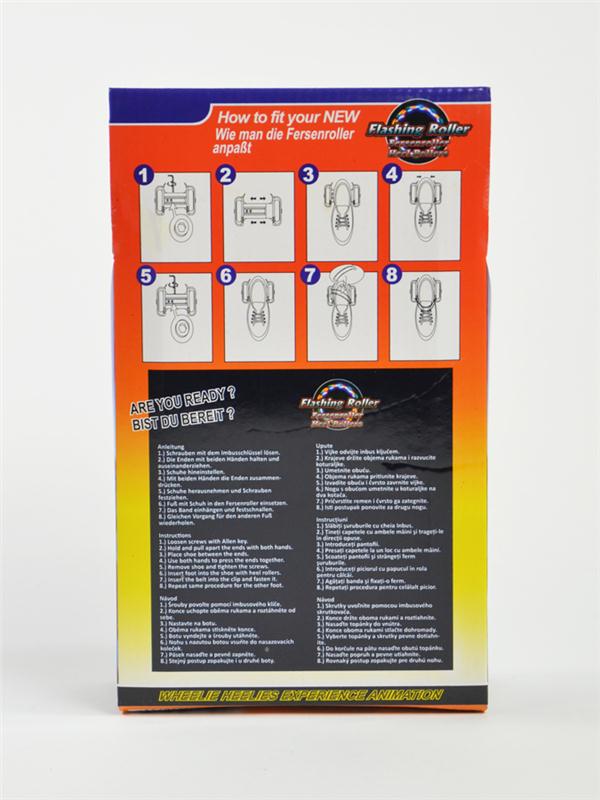 How to fit your NEW
Wie man die Fersenroller
anpaßt
Flashing Roller
Fersenroller
Heel Rollers
1
2
3
4
5
6
7
8
ARE YOU READY ?
BIST DU BEREIT ?
Flashing Roller
Fersenroller
Heel Rollers
Anleitung
1.) Schrauben mit dem Imbusschlüssel lösen.
2.) Die Enden mit beiden Händen halten und
auseinanderziehen.
3.) Schuhe hineinstellen.
4.) Mit beiden Händen die Enden zusammen-
drücken.
5.) Schuhe herausnehmen und Schrauben
festziehen.
6.) Fuß mit Schuh in den Fersenroller einsetzen.
7.) Das Band einhängen und festschnallen.
8.) Gleichen Vorgang für den anderen Fuß
wiederholen.
Instructions
1.) Loosen screws with Allen key.
2.) Hold and pull apart the ends with both hands.
3.) Place shoe between the ends.
4.) Use both hands to press the ends together.
5.) Remove shoe and tighten the screws.
6.) Insert foot into the shoe with heel rollers.
7.) Insert the belt into the clip and fasten it.
8.) Repeat same procedure for the other foot.
Návod
1.) Šrouby povolte pomocí imbusového klíče.
2.) Konce uchopte oběma rukama a roztáhněte od
sebe.
3.) Nastavte na botu.
4.) Oběma rukama stiskněte konce.
5.) Botu vyndejte a šrouby utáhněte.
6.) Nohu s nazutou botou vsuňte do nasazovacích
koleček.
7.) Pásek nasaďte a pevně zapněte.
8.) Stejný postup zopakujte i u druhé boty.
Upute
1.) Vijke odvijte inbus ključem.
2.) Krajeve držite objema rukama i razvucite
koturaljke.
3.) Umetnite obuću.
4.) Objema rukama pritisnite krajeve.
5.) Izvadite obuću i čvrsto zavrnite vijke.
6.) Nogu s obućom umetnite u koturaljke na
dva kotača.
7.) Pričvrstite remen i čvrsto ga zategnite.
8.) Isti postupak ponovite za drugu nogu.
Instrucțiuni
1.) Slăbiți șuruburile cu cheia Inbus.
2.) Țineți capetele cu ambele mâini și trageți-le
în direcții opuse.
3.) Introduceți pantofii.
4.) Presați capetele la un loc cu ambele mâini.
5.) Scoateți pantofii și strângeți ferm
șuruburile.
6.) Introduceți piciorul cu papucul în rola
pentru călcâi.
7.) Agățați banda și fixați-o ferm.
8.) Repetați procedura pentru celălalt picior.
Návod
1.) Skrutky uvoľnite pomocou imbusového
skrutkovača.
2.) Konce držte oboma rukami a roztiahnite.
3.) Nasaďte topánky do vnútra.
4.) Konce oboma rukami stlačte dohromady.
5.) Vyberte topánky a skrutky pevne dotiahn-
ite.
6.) Do korčule na pätu nasaďte obutú topánku.
7.) Nasaďte popruh a pevne utiahnite.
8.) Rovnaký postup zopakujte pre druhú nohu.
WHEELIE HEELIES EXPERIENCE ANIMATION